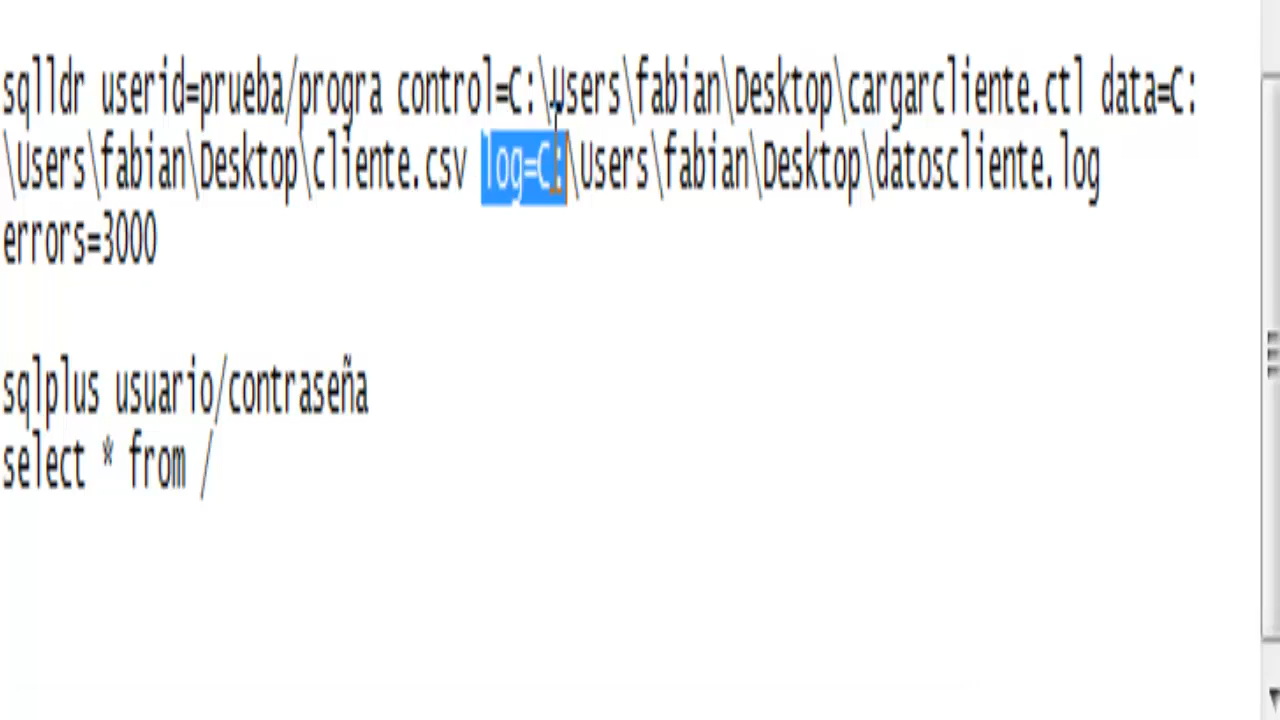 sqlldr userid=prueba/progra control=C:\Users\fabian\Desktop\cargarcliente.ctl data=C:
\Users\fabian\Desktop\cliente.csv log=C:\Users\fabian\Desktop\datoscliente.log
errors=3000
sqlplus usuario/contraseña
select * from /